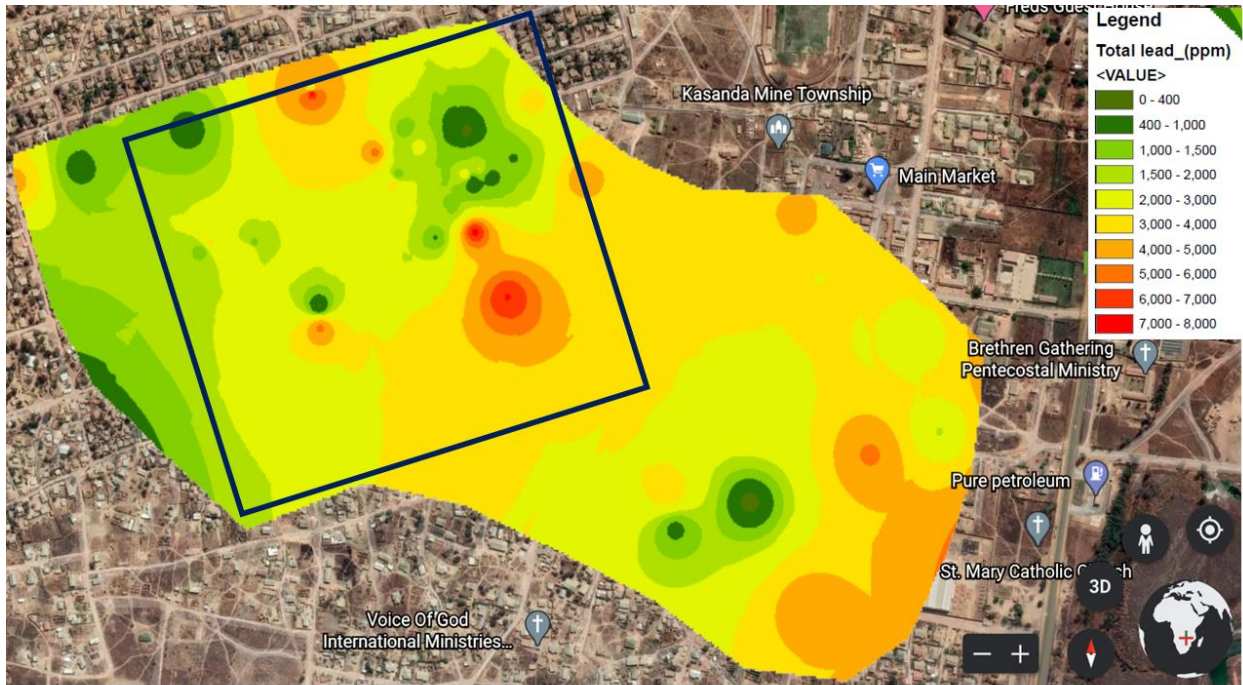 Freds Guest House
Legend
Total lead_(ppm)
<VALUE>
0 - 400
400 - 1,000
1,000 - 1,500
1,500 - 2,000
2,000 - 3,000
3,000 - 4,000
4,000 - 5,000
5,000 - 6,000
6,000 - 7,000
7,000 - 8,000
Kasanda Mine Township
Main Market
Brethren Gathering
Pentecostal Ministry
Pure petroleum
St. Mary Catholic
3D
Voice Of God
International Ministries...